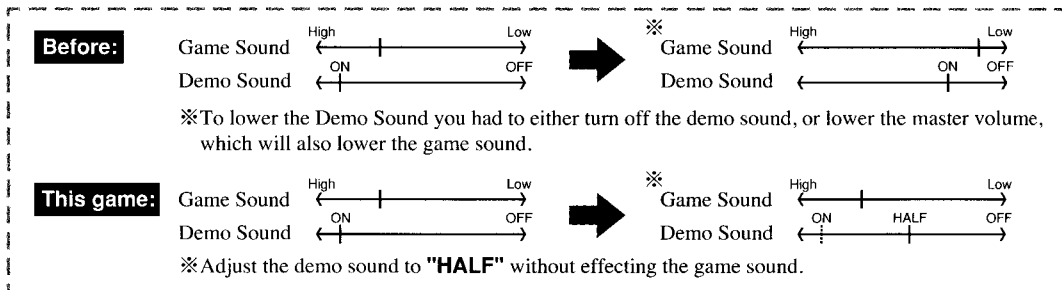 Before:
High Low
Game Sound
ON OFF
Demo Sound
※
High Low
Game Sound
ON OFF
Demo Sound
※To lower the Demo Sound you had to either turn off the demo sound, or lower the master volume,
which will also lower the game sound.
This game:
High Low
Game Sound
ON OFF
Demo Sound
※
High Low
Game Sound
ON HALF OFF
Demo Sound
※Adjust the demo sound to "HALF" without effecting the game sound.